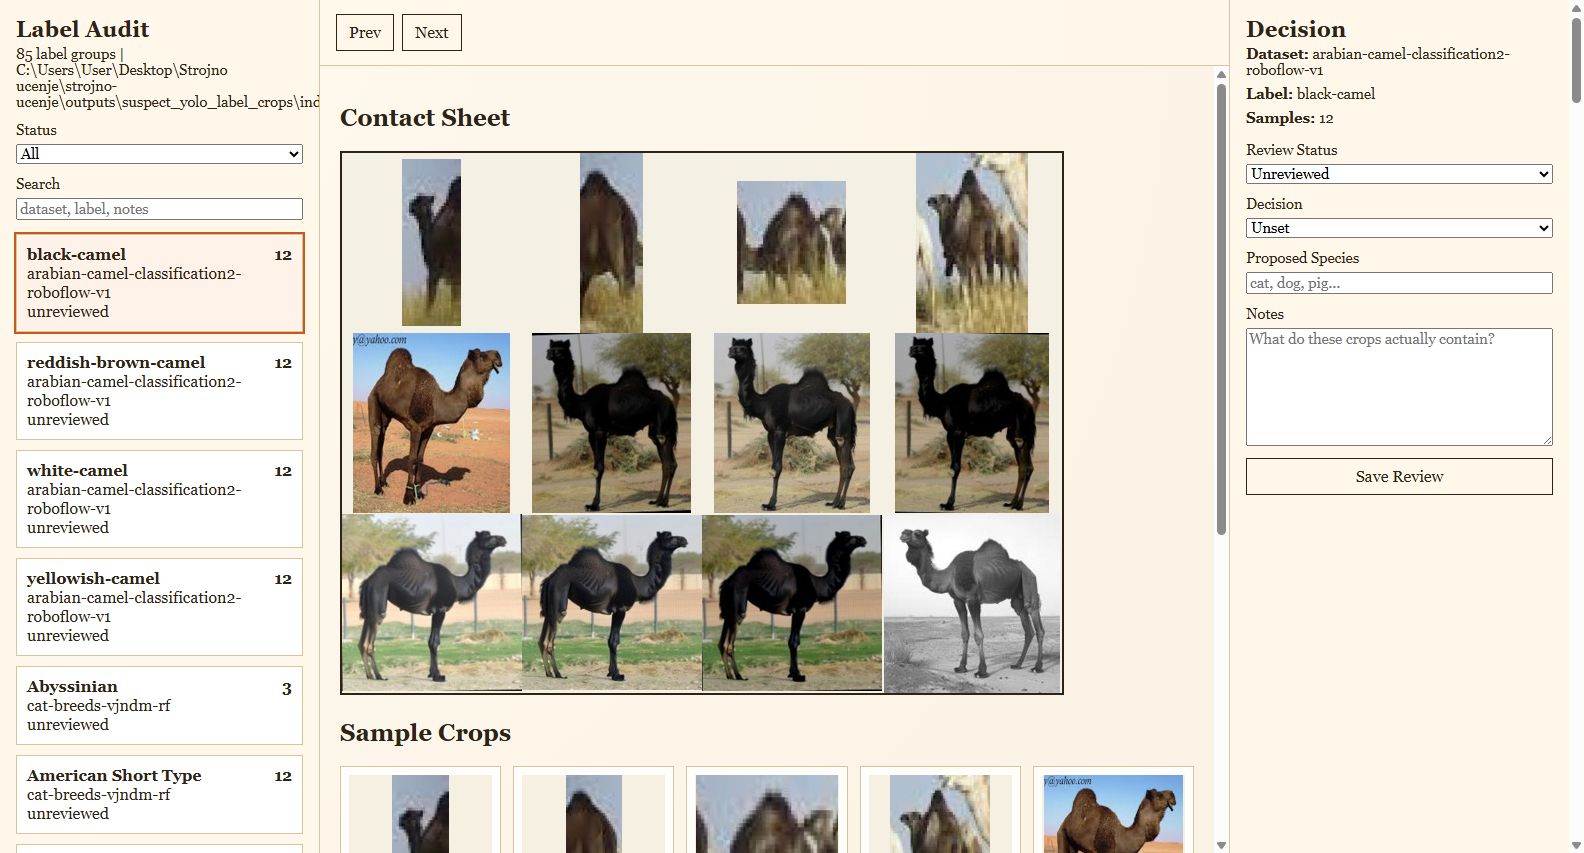 Label Audit
85 label groups |
C:\Users\User\Desktop\Strojno
ucenje\strojno-
ucenje\outputs\suspect_yolo_label_crops\ind
Status
All
Search
dataset, label, notes
black-camel 12
arabian-camel-classification2-
roboflow-v1
unreviewed
reddish-brown-camel 12
arabian-camel-classification2-
roboflow-v1
unreviewed
white-camel 12
arabian-camel-classification2-
roboflow-v1
unreviewed
yellowish-camel 12
arabian-camel-classification2-
roboflow-v1
unreviewed
Abyssinian 3
cat-breeds-vjndm-rf
unreviewed
American Short Type 12
cat-breeds-vjndm-rf
unreviewed
Prev Next
Contact Sheet
y@yahoo.com
Sample Crops
y@yahoo.com
Decision
Dataset: arabian-camel-classification2-
roboflow-v1
Label: black-camel
Samples: 12
Review Status
Unreviewed
Decision
Unset
Proposed Species
cat, dog, pig...
Notes
What do these crops actually contain?
Save Review